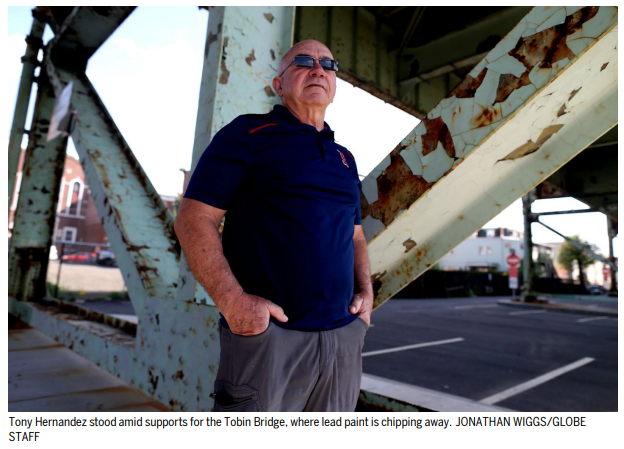 Tony Hernandez stood amid supports for the Tobin Bridge, where lead paint is chipping away. JONATHAN WIGGS/GLOBE
STAFF